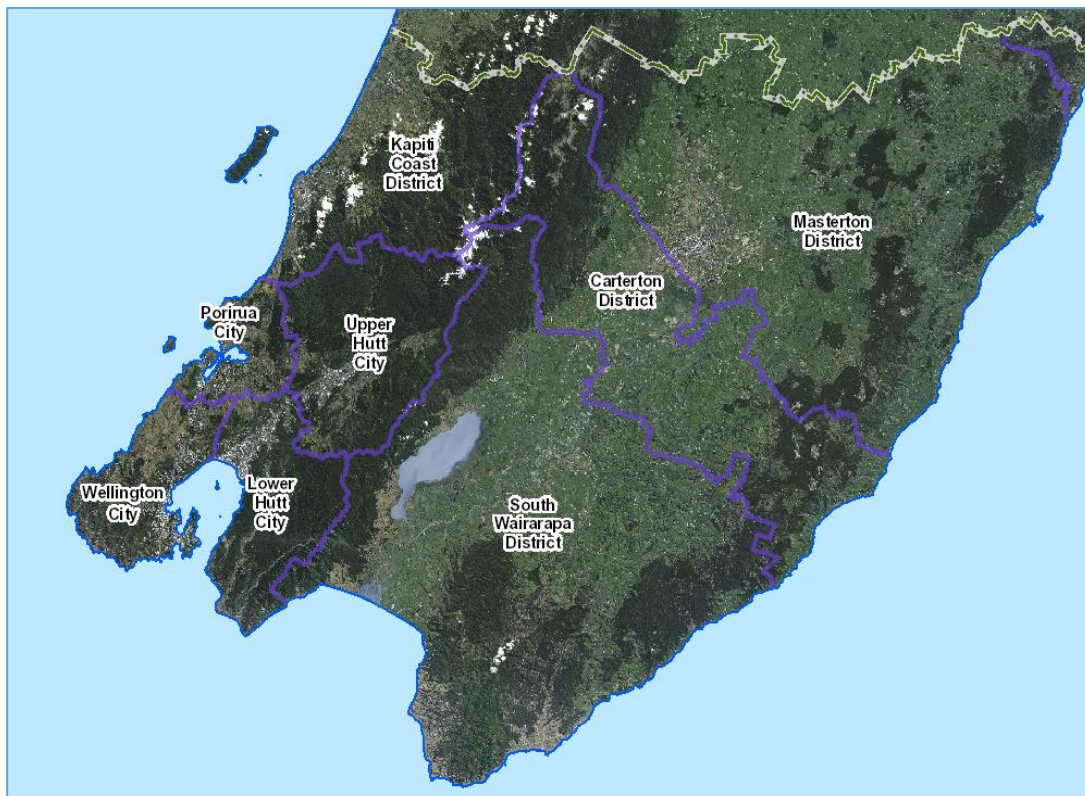 Kapiti
Coast
District
Masterton
District
Carterton
District
Porirua
City
Upper
Hutt
City
Wellington
City
Lower
Hutt
City
South
Wairarapa
District